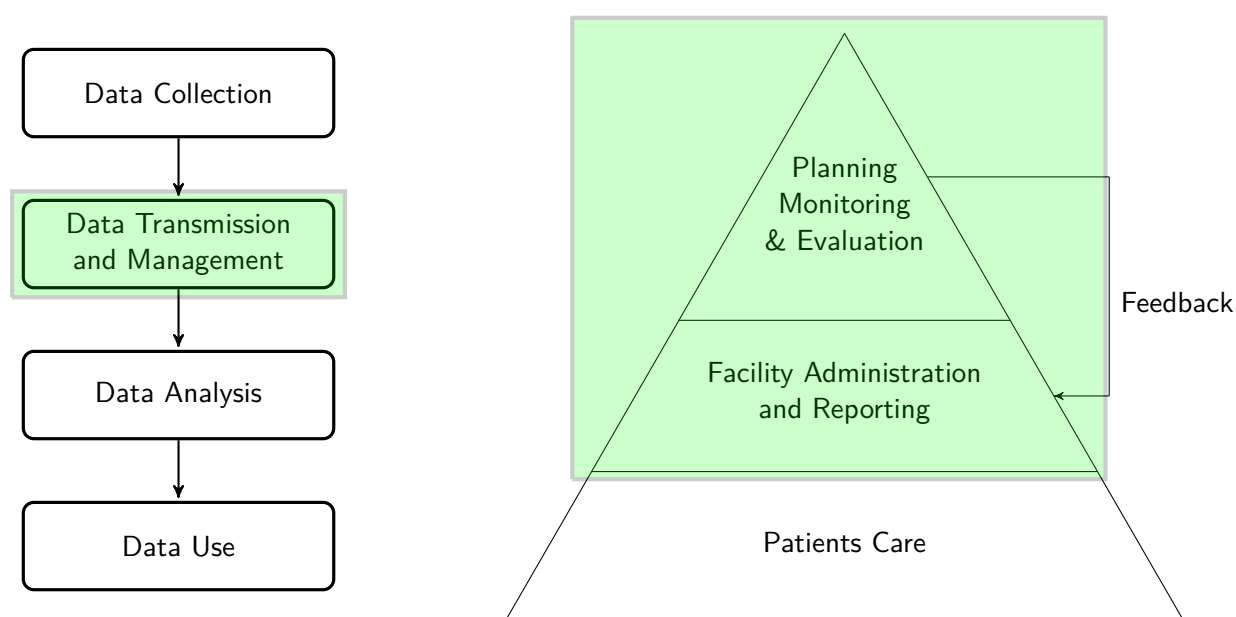 Data Collection
Data Transmission
and Management
Data Analysis
Data Use
Planning
Monitoring
& Evaluation
Feedback
Facility Administration
and Reporting
Patients Care